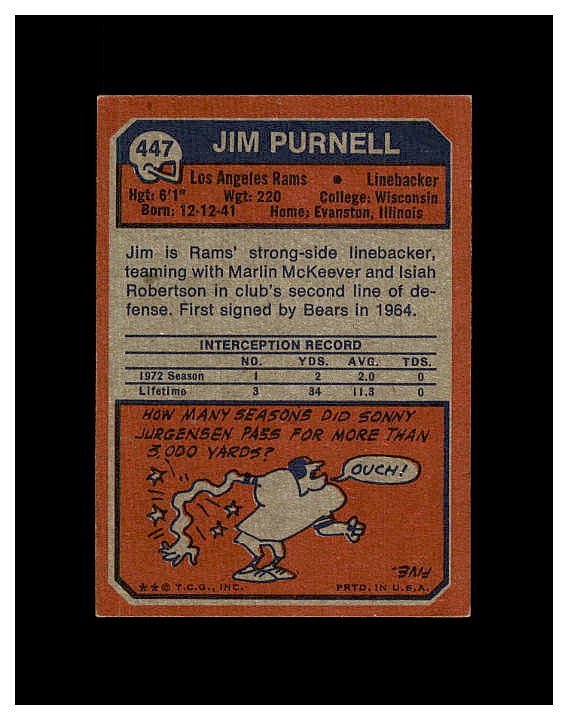 447
JIM PURNELL
Los Angeles Rams • Linebacker
Hgt: 6'1" Wgt: 220 College: Wisconsin
Born: 12-12-41 Home: Evanston, Illinois
Jim is Rams' strong-side linebacker,
teaming with Marlin McKeever and Isiah
Robertson in club's second line of de-
fense. First signed by Bears in 1964.
INTERCEPTION RECORD
NO. YDS. AVG. TDS.
1972 Season 1 2 2.0 0
Lifetime 3 34 11.3 0
HOW MANY SEASONS DID SONNY
JURGENSEN PASS FOR MORE THAN
3,000 YARDS?
OUCH!
FIVE.
★★© T.C.G., INC. PRTD. IN U.S.A.